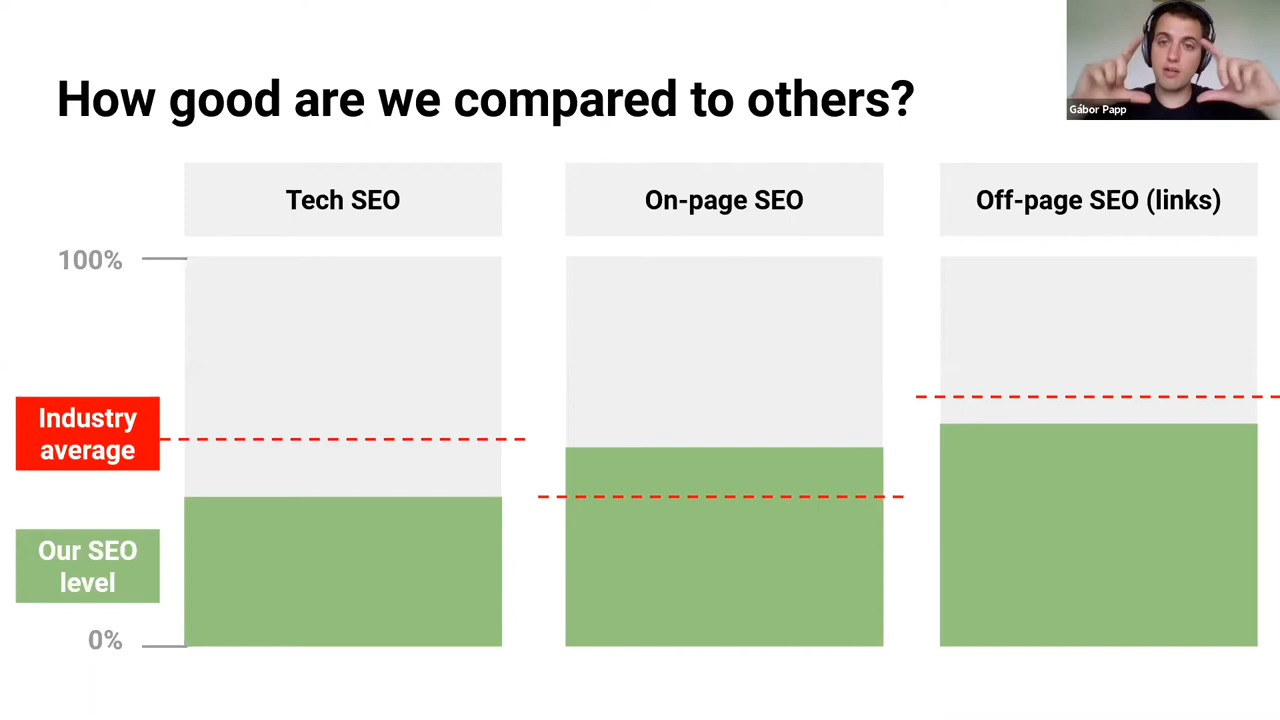 How good are we compared to others?
Gábor Papp
Tech SEO
On-page SEO
Off-page SEO (links)
100%
Industry
average
Our SEO
level
0%